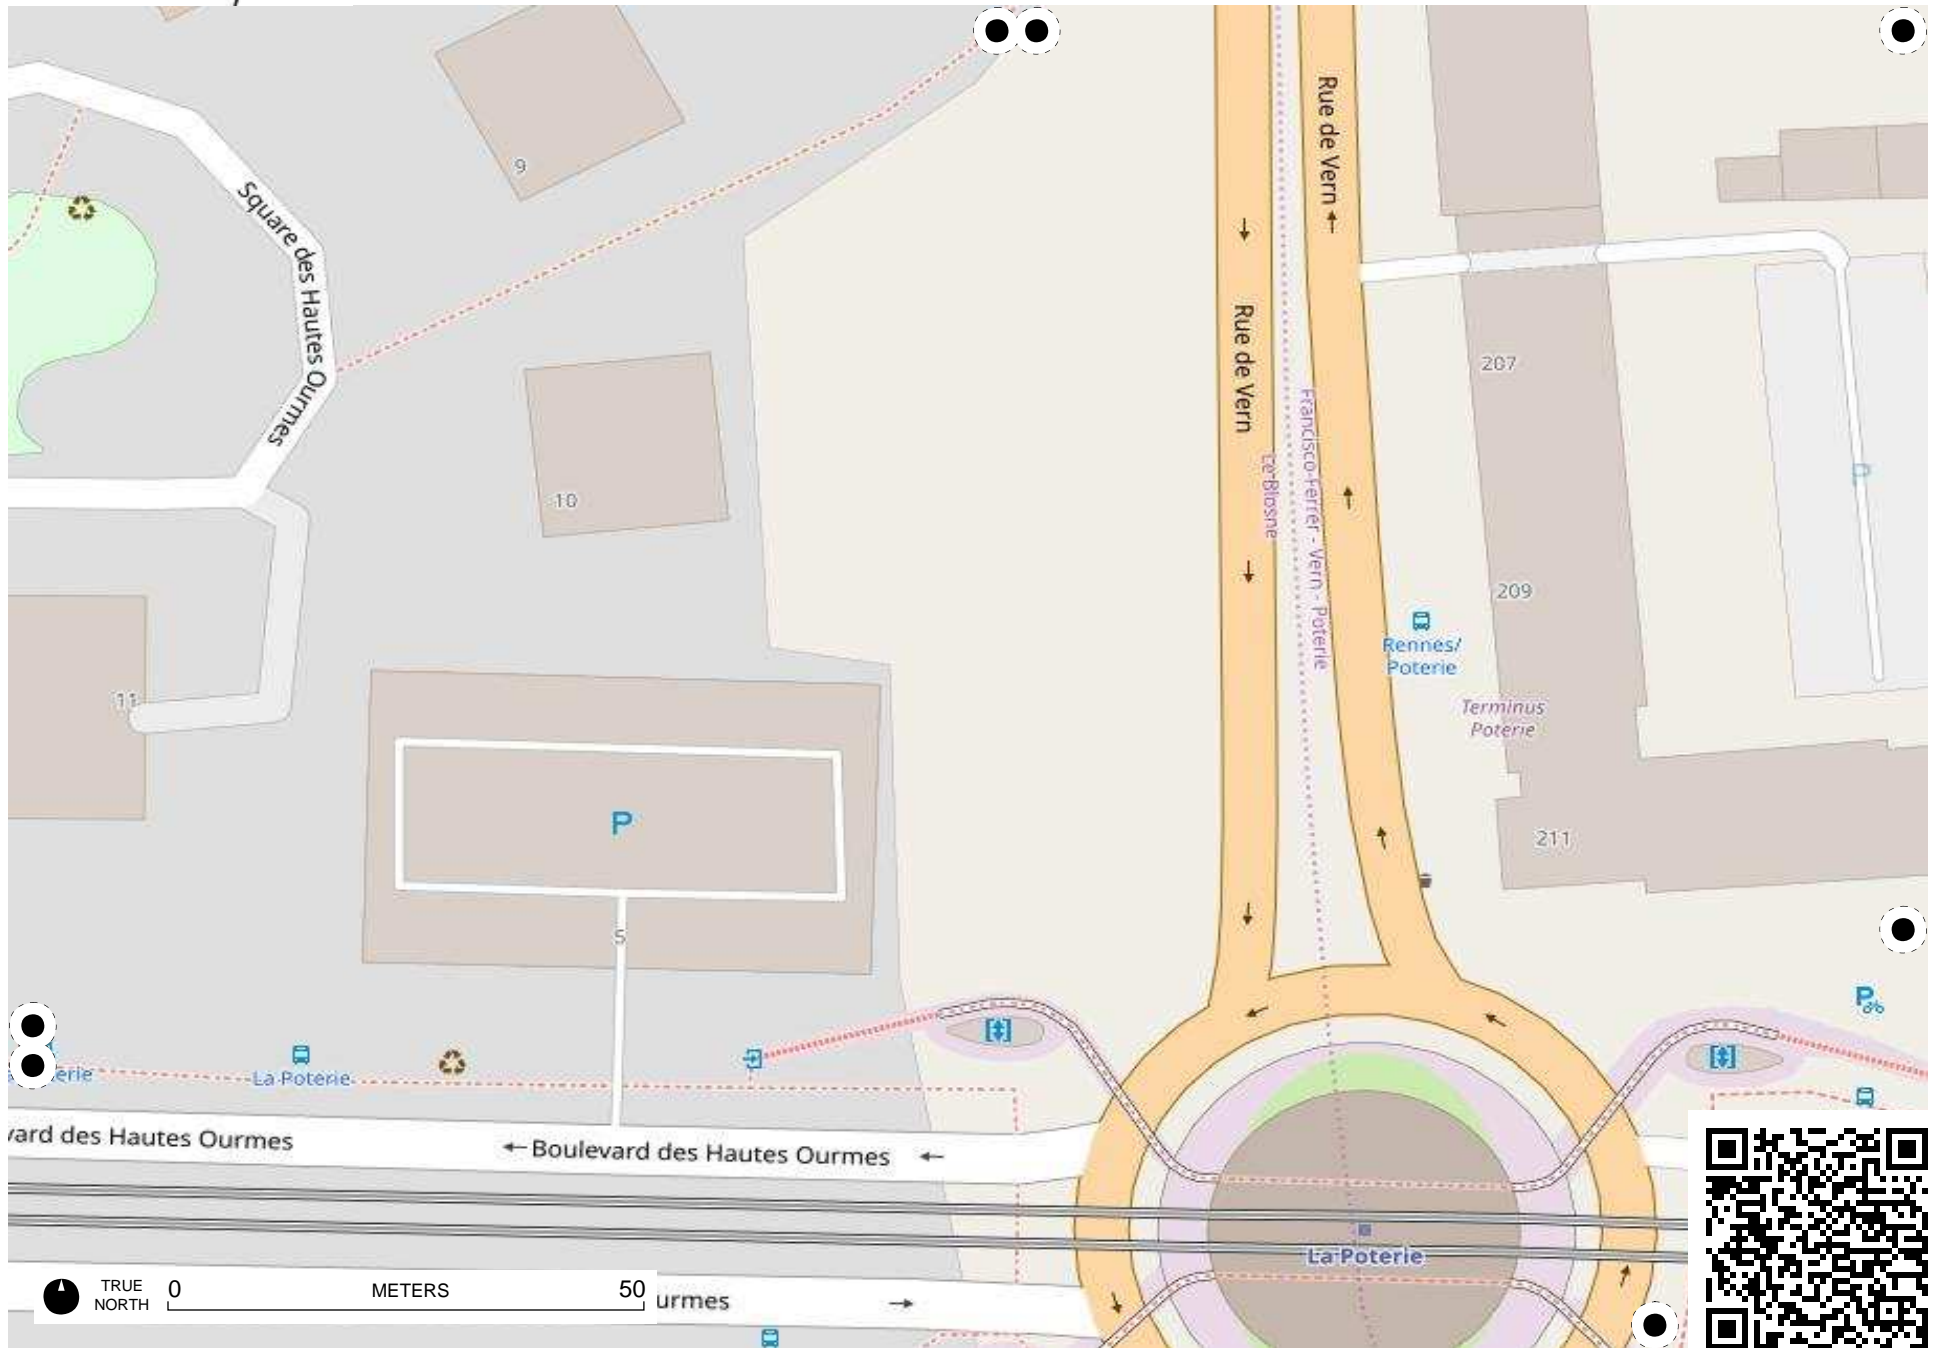 Rue de Vern
9
Square des Hautes Ourmes
Rue de Vern
207
Francisco-Ferrer - Vern - Poterie
Le Blosne
P
10
209
Rennes/
Poterie
11
Terminus
Poterie
P
211
5
P
La Poterie
erie
vard des Hautes Ourmes
Boulevard des Hautes Ourmes
La Poterie
TRUE
NORTH
0
METERS
50
urmes